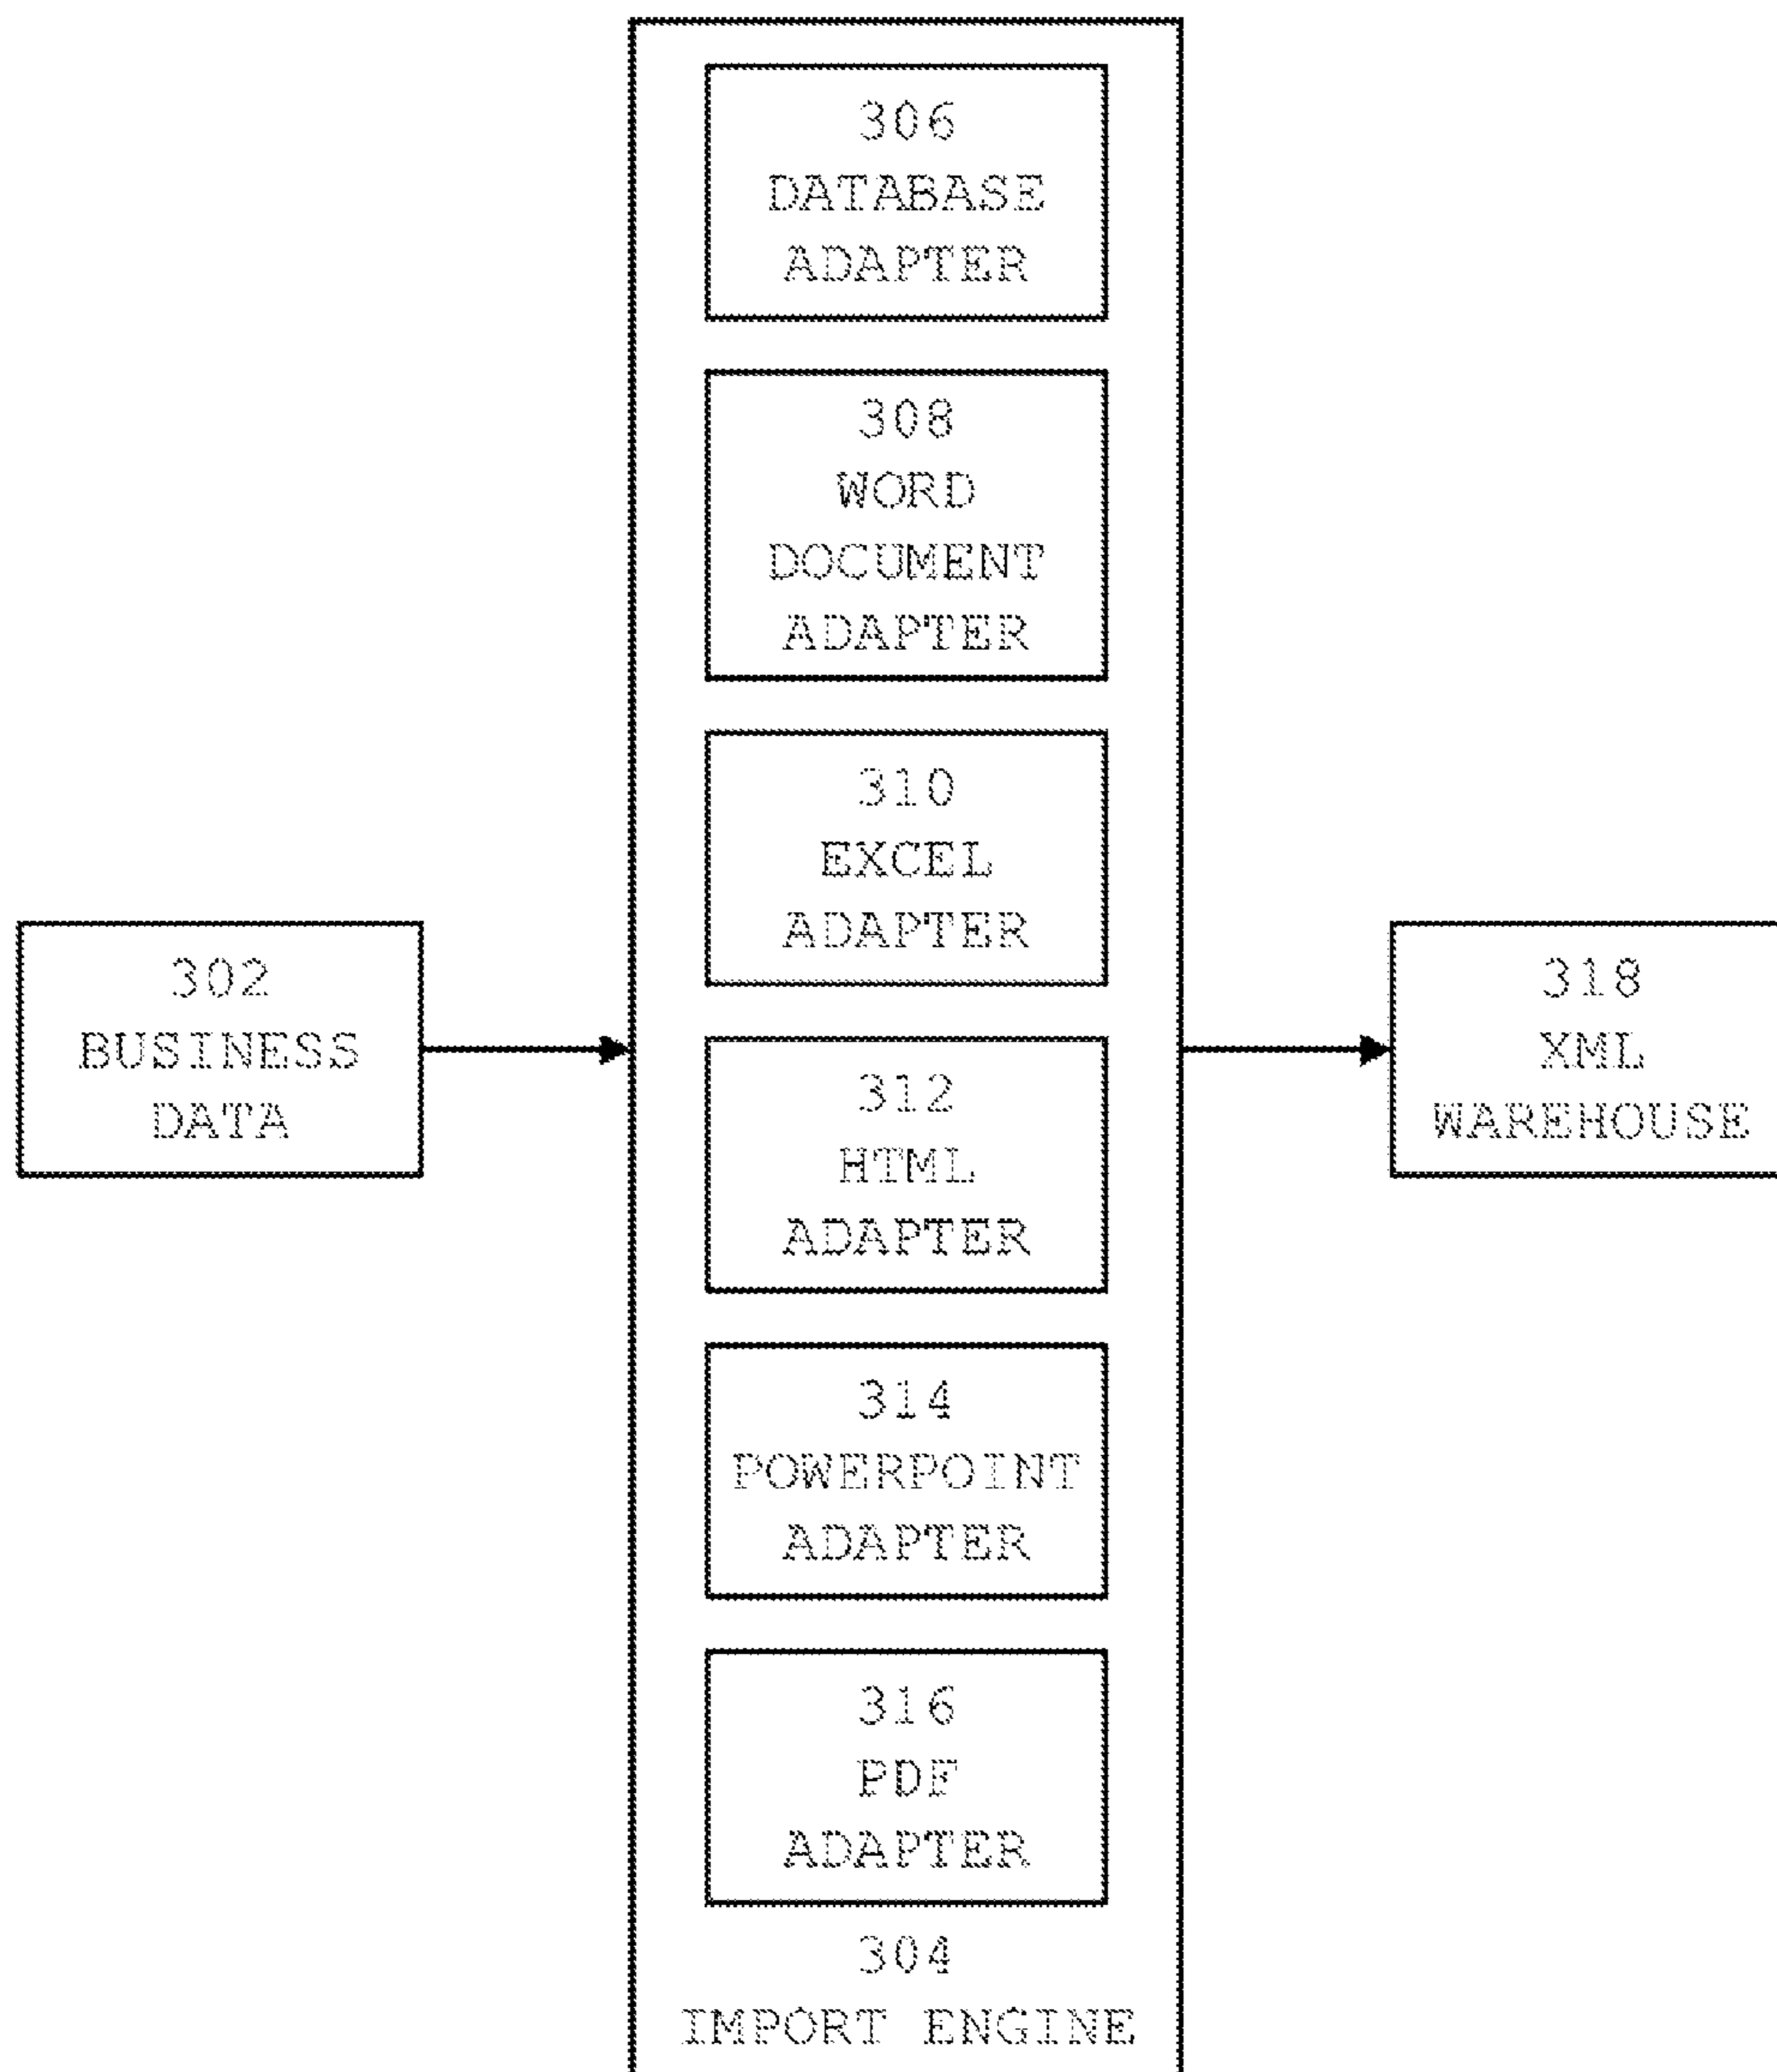 306
DATABASE
ADAPTER
308
WORD
DOCUMENT
ADAPTER
310
EXCEL
ADAPTER
302
BUSINESS
DATA
312
HTML
ADAPTER
318
XML
WAREHOUSE
314
POWERPOINT
ADAPTER
316
PDF
ADAPTER
304
IMPORT ENGINE